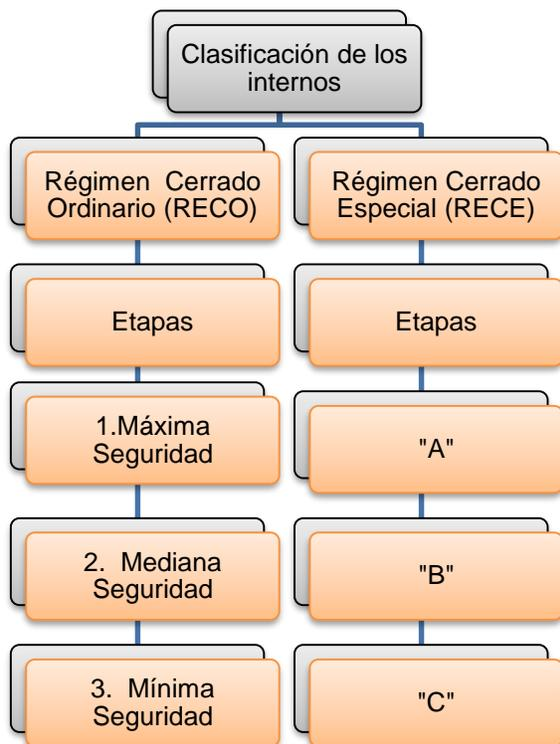 Clasificación de los
internos
Régimen Cerrado
Ordinario (RECO)
Etapas
1.Máxima
Seguridad
2. Mediana
Seguridad
3. Mínima
Seguridad
Régimen Cerrado
Especial (RECE)
Etapas
"A"
"B"
"C"